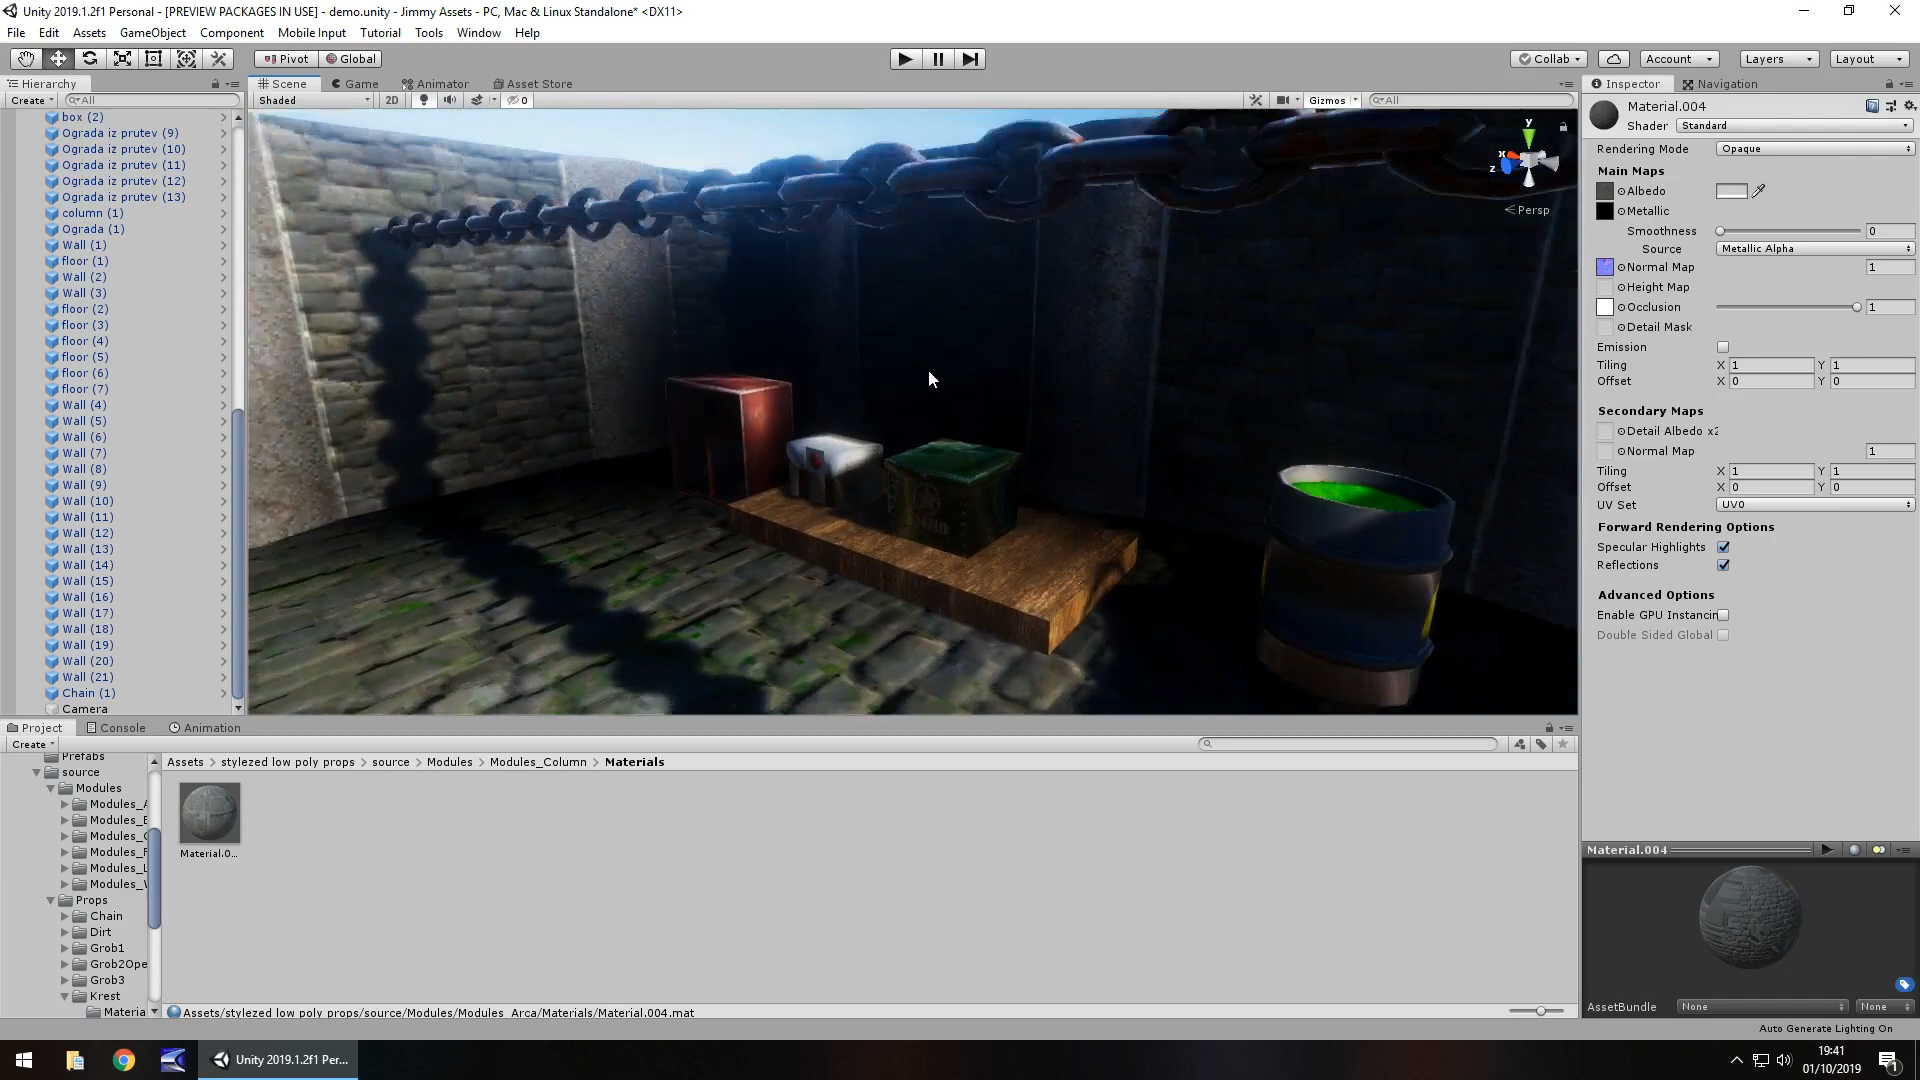 Unity 2019.1.2f1 Personal - [PREVIEW PACKAGES IN USE] - demo.unity - Jimmy Assets - PC, Mac & Linux Standalone* <DX11>
File Edit Assets GameObject Component Mobile Input Tutorial Tools Window Help
Pivot Global Collab Account Layers Layout
Hierarchy Scene Game Animator Asset Store Inspector Navigation
Create All Shaded 2D 0 Gizmos All
box (2)
Ograda iz prutev (9)
Ograda iz prutev (10)
Ograda iz prutev (11)
Ograda iz prutev (12)
Ograda iz prutev (13)
column (1)
Ograda (1)
Wall (1)
floor (1)
Wall (2)
Wall (3)
floor (2)
floor (3)
floor (4)
floor (5)
floor (6)
floor (7)
Wall (4)
Wall (5)
Wall (6)
Wall (7)
Wall (8)
Wall (9)
Wall (10)
Wall (11)
Wall (12)
Wall (13)
Wall (14)
Wall (15)
Wall (16)
Wall (17)
Wall (18)
Wall (19)
Wall (20)
Wall (21)
Chain (1)
Camera
y
x
z
Persp
Material.004
Shader Standard
Rendering Mode Opaque
Main Maps
Albedo
Metallic
Smoothness 0
Source Metallic Alpha
Normal Map 1
Height Map
Occlusion 1
Detail Mask
Emission
Tiling X 1 Y 1
Offset X 0 Y 0
Secondary Maps
Detail Albedo x2
Normal Map 1
Tiling X 1 Y 1
Offset X 0 Y 0
UV Set UV0
Forward Rendering Options
Specular Highlights
Reflections
Advanced Options
Enable GPU Instancin
Double Sided Global
Material.004
AssetBundle None None
Auto Generate Lighting On
Project Console Animation
Create
Prefabs
source
Modules
Modules_A
Modules_E
Modules_C
Modules_F
Modules_L
Modules_V
Props
Chain
Dirt
Grob1
Grob2Ope
Grob3
Krest
Materia
Assets > stylezed low poly props > source > Modules > Modules_Column > Materials
Material.0...
Assets/stylezed low poly props/source/Modules/Modules_Arca/Materials/Material.004.mat
Unity 2019.1.2f1 Per...
19:41
01/10/2019
1